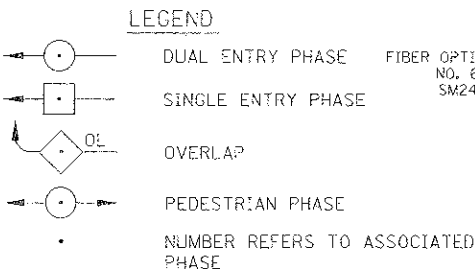 LEGEND
DUAL ENTRY PHASE
SINGLE ENTRY PHASE
OL
OVERLAP
PEDESTRIAN PHASE
NUMBER REFERS TO ASSOCIATED
PHASE
FIBER OPTI
NO. 6
SM24